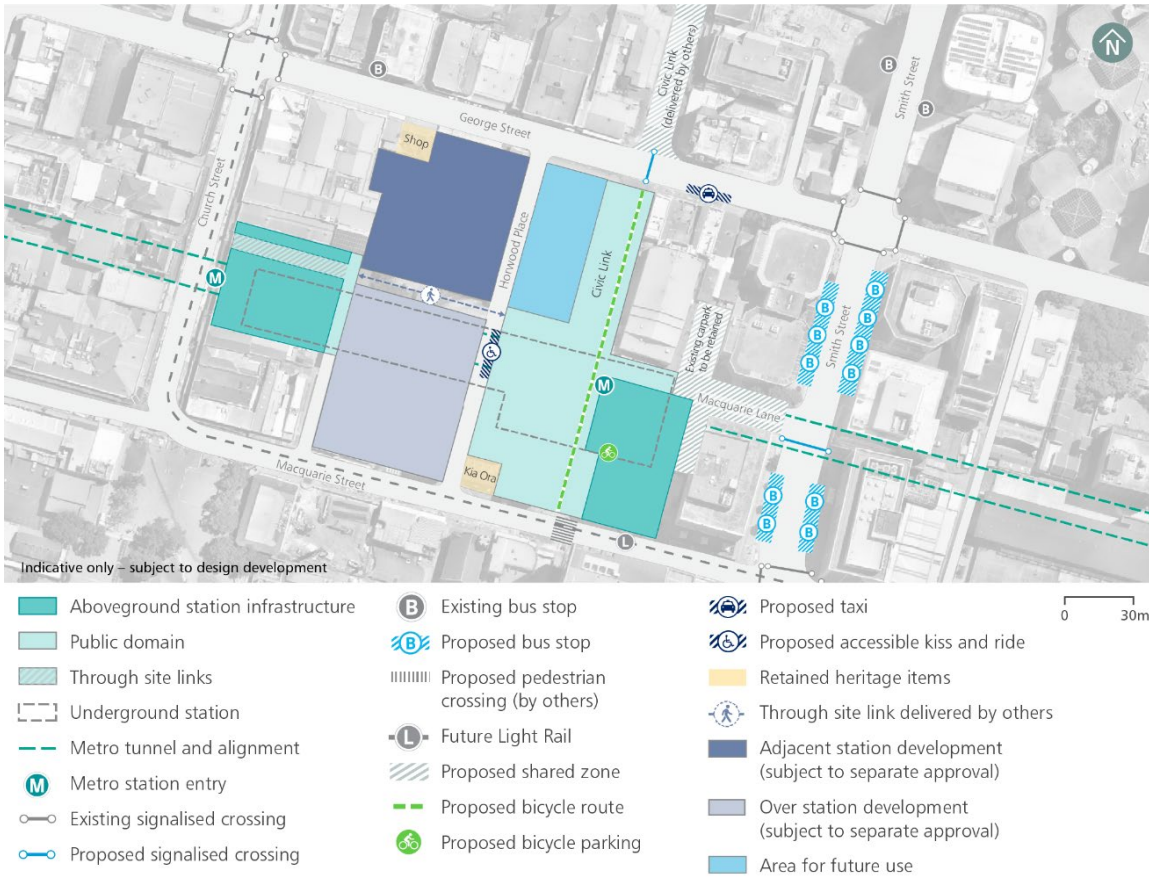 N
B
Civic Link
(delivered by others)
B
Smith Street
B
George Street
Shop
Church Street
Horwood Place
Civic Link
M
Existing carpark
to be retained
B
B
B
B
B
B
Smith Street
M
Macquarie Lane
Kia Ora
Macquarie Street
B
B
B
B
L
Indicative only – subject to design development
Aboveground station infrastructure
Public domain
Through site links
Underground station
Metro tunnel and alignment
M Metro station entry
Existing signalised crossing
Proposed signalised crossing
B Existing bus stop
B Proposed bus stop
Proposed pedestrian
crossing (by others)
L Future Light Rail
Proposed shared zone
Proposed bicycle route
Proposed bicycle parking
Proposed taxi
Proposed accessible kiss and ride
Retained heritage items
Through site link delivered by others
Adjacent station development
(subject to separate approval)
Over station development
(subject to separate approval)
Area for future use
0 30m